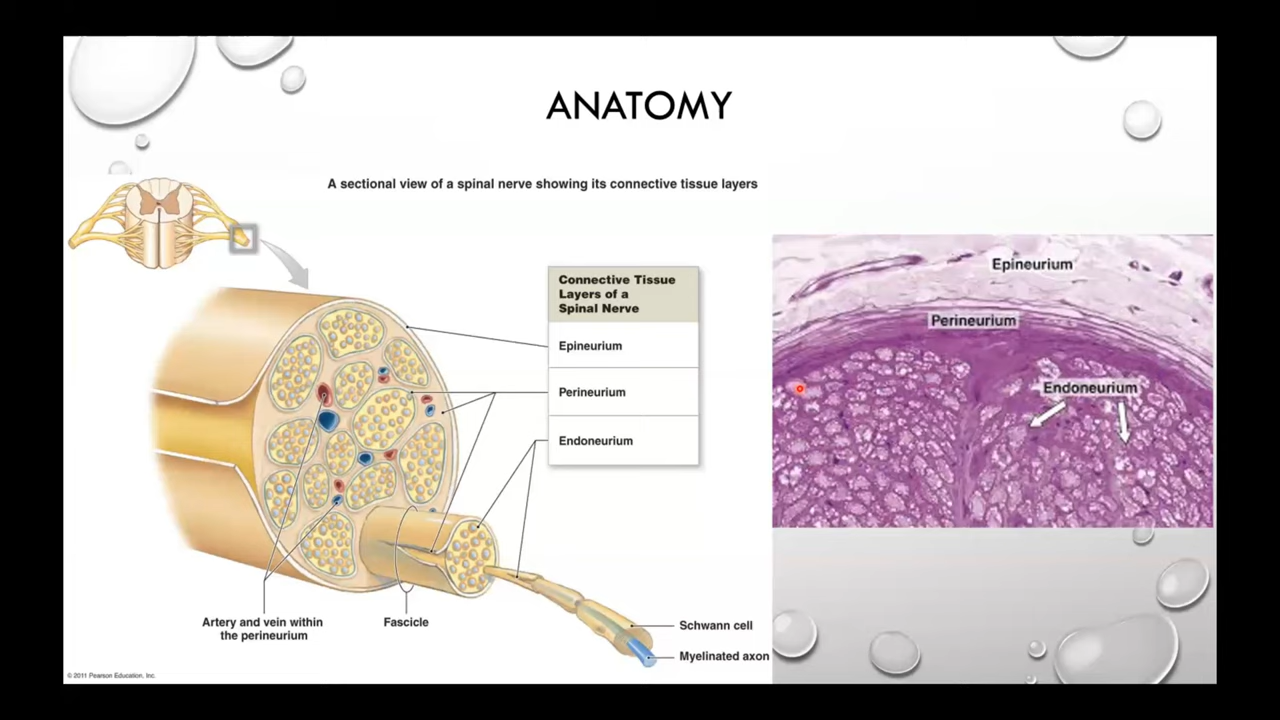 ANATOMY
A sectional view of a spinal nerve showing its connective tissue layers
Connective Tissue
Layers of a
Spinal Nerve
Epineurium
Perineurium
Endoneurium
Artery and vein within
the perineurium
Fascicle
Schwann cell
Myelinated axon
© 2011 Pearson Education, Inc.
Epineurium
Perineurium
Endoneurium